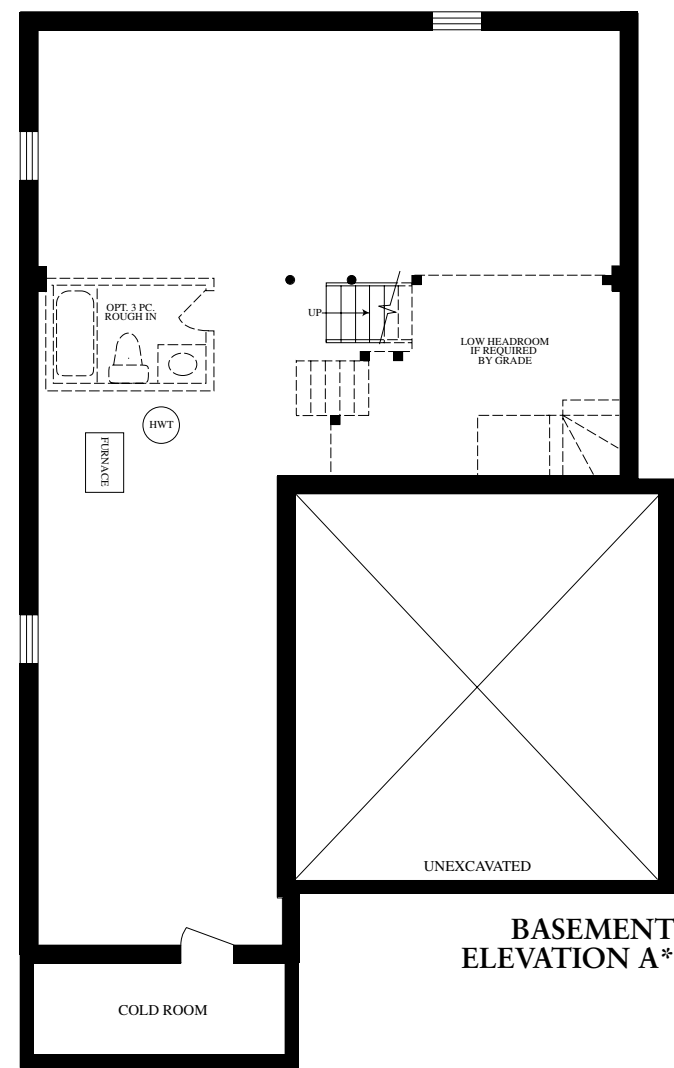 OPT. 3 PC.
ROUGH IN
UP
LOW HEADROOM
IF REQUIRED
BY GRADE
HWT
FURNACE
UNEXCAVATED
BASEMENT
ELEVATION A*
COLD ROOM